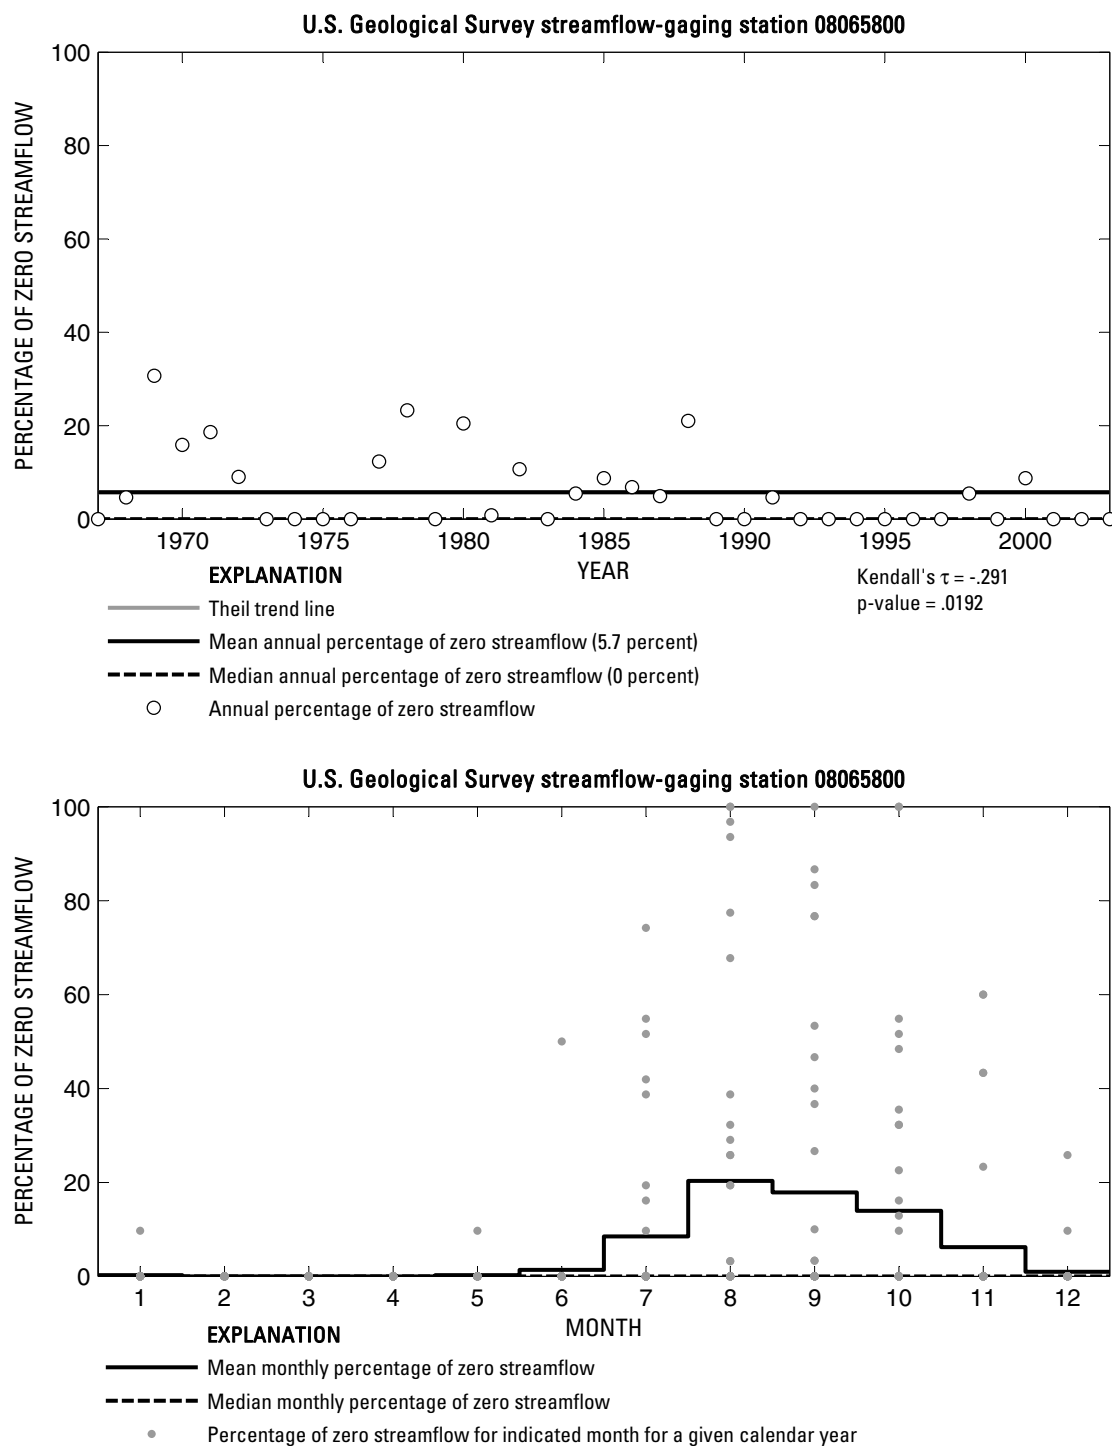 U.S. Geological Survey streamflow-gaging station 08065800
PERCENTAGE OF ZERO STREAMFLOW
100
80
60
40
20
0
1970 1975 1980 1985 1990 1995 2000
YEAR
Kendall's τ = -.291
p-value = .0192
EXPLANATION
Theil trend line
Mean annual percentage of zero streamflow (5.7 percent)
Median annual percentage of zero streamflow (0 percent)
Annual percentage of zero streamflow
U.S. Geological Survey streamflow-gaging station 08065800
PERCENTAGE OF ZERO STREAMFLOW
100
80
60
40
20
0
1 2 3 4 5 6 7 8 9 10 11 12
MONTH
EXPLANATION
Mean monthly percentage of zero streamflow
Median monthly percentage of zero streamflow
Percentage of zero streamflow for indicated month for a given calendar year